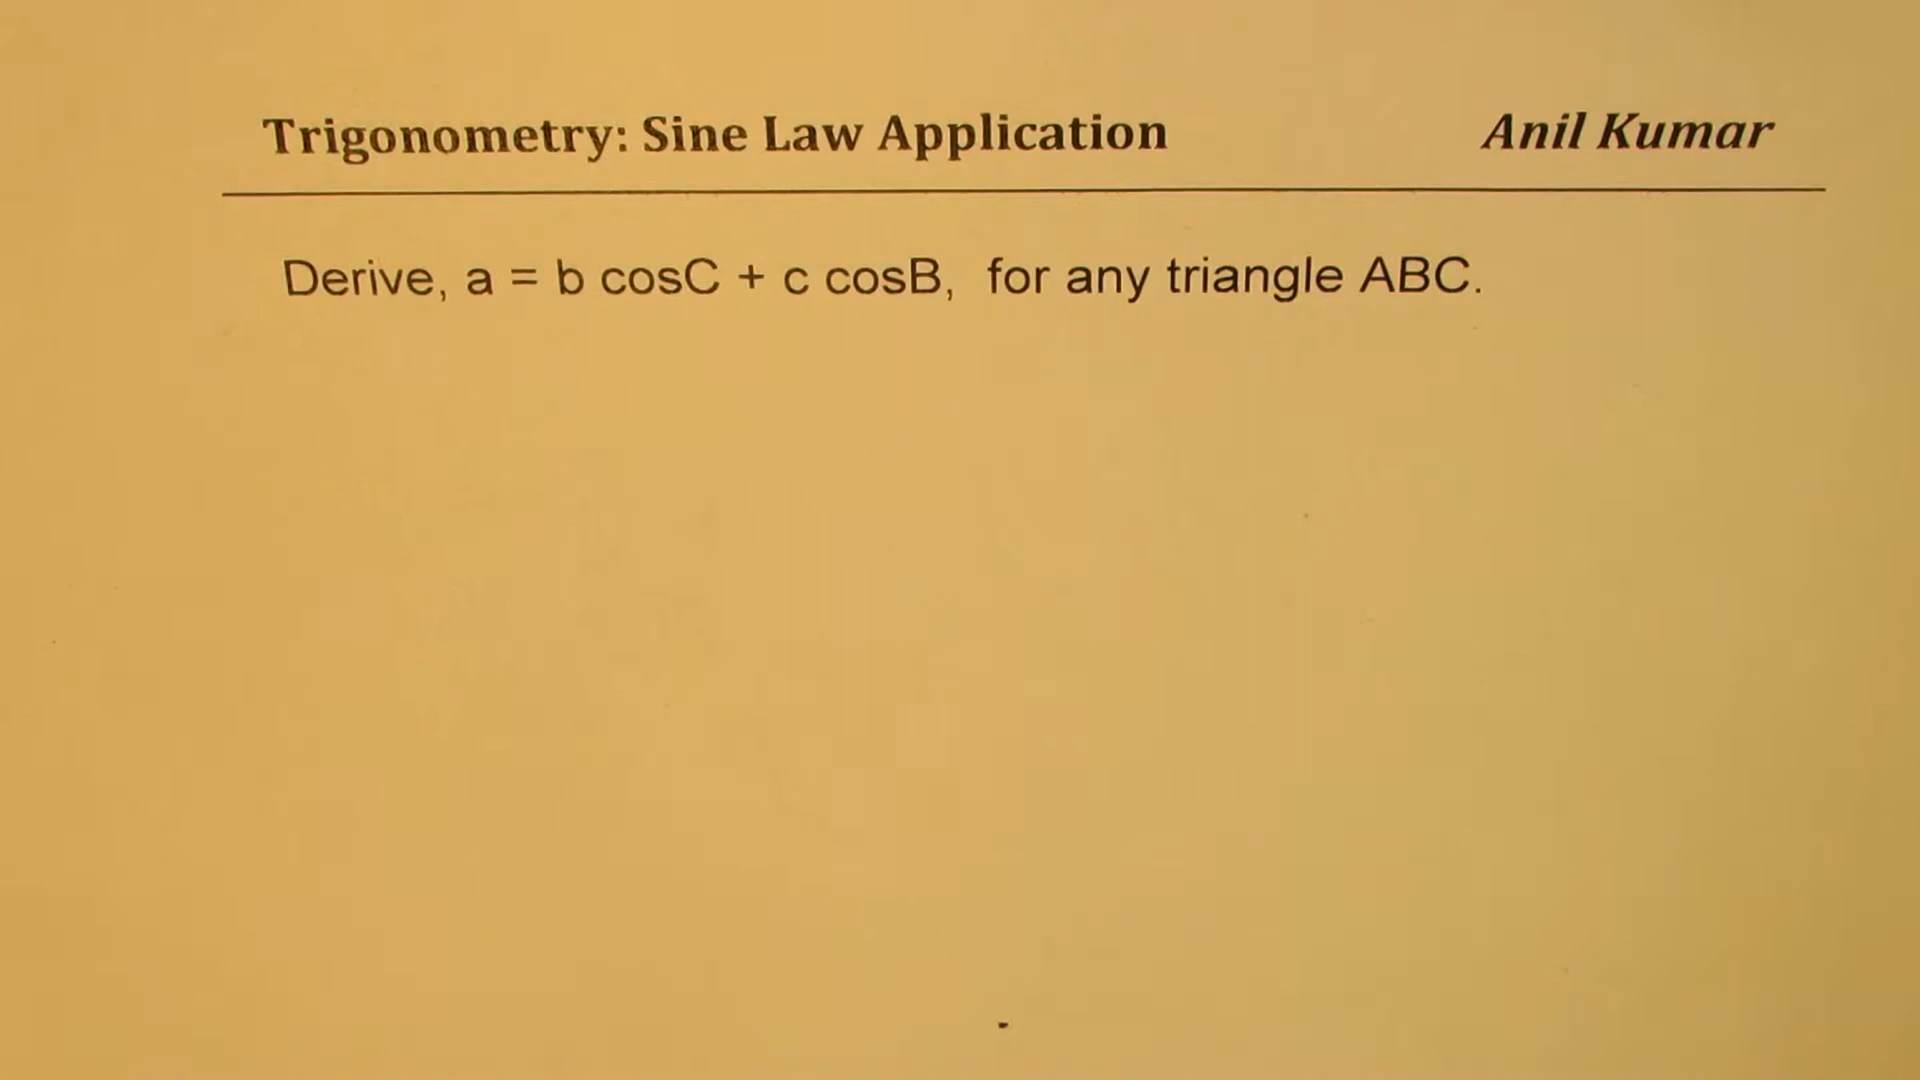 Trigonometry: Sine Law Application Anil Kumar
Derive, a = b cosC + c cosB, for any triangle ABC.